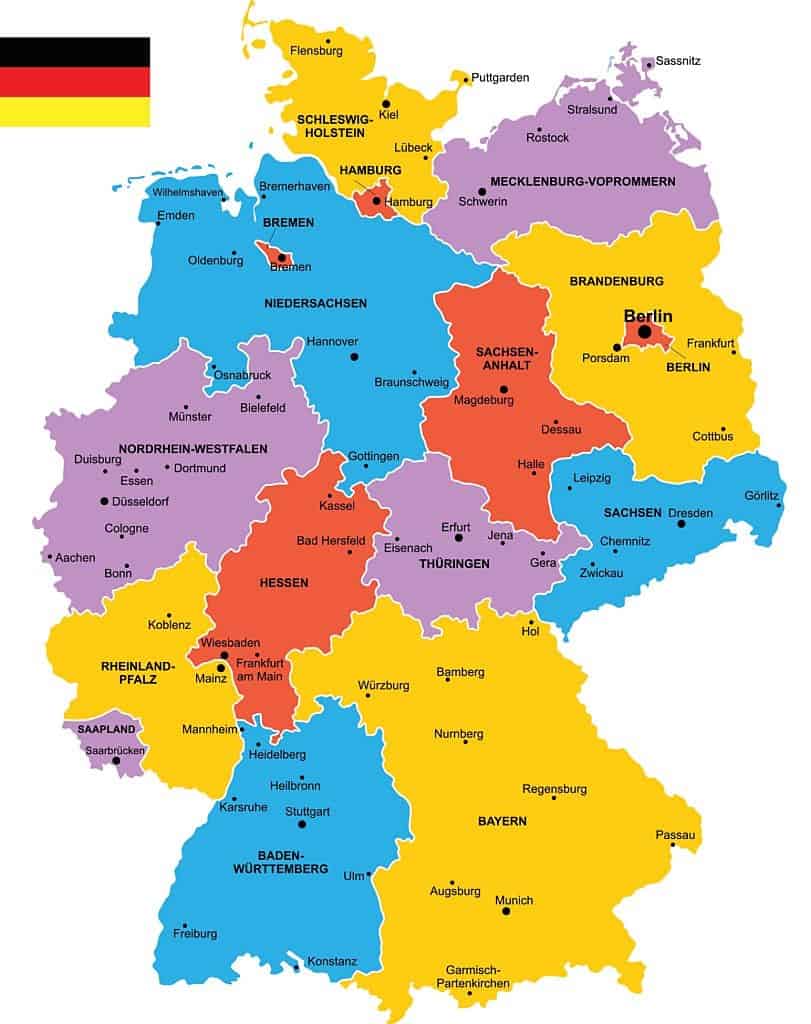 Flensburg
Puttgarden
Sassnitz
Kiel
SCHLESWIG-
HOLSTEIN
Stralsund
Rostock
Lübeck
HAMBURG
Hamburg
MECKLENBURG-VOPROMMERN
Schwerin
Wilhelmshaven
Bremerhaven
Emden
BREMEN
Oldenburg
Bremen
NIEDERSACHSEN
BRANDENBURG
Berlin
Hannover
Frankfurt
Porsdam
BERLIN
SACHSEN-
ANHALT
Osnabruck
Braunschweig
Magdeburg
Bielefeld
Münster
Dessau
Cottbus
NORDRHEIN-WESTFALEN
Gottingen
Duisburg
Dortmund
Essen
Halle
Leipzig
Düsseldorf
Kassel
Görlitz
SACHSEN
Dresden
Cologne
Erfurt
Jena
Bad Hersfeld
Eisenach
Chemnitz
Aachen
THÜRINGEN
Gera
Bonn
Zwickau
HESSEN
Koblenz
Hol
Wiesbaden
Frankfurt
am Main
RHEINLAND-
PFALZ
Mainz
Bamberg
Würzburg
SAAPLAND
Mannheim
Nurnberg
Saarbrücken
Heidelberg
Heilbronn
Regensburg
Karsruhe
Stuttgart
BAYERN
Passau
BADEN-
WÜRTTEMBERG
Ulm
Augsburg
Munich
Freiburg
Konstanz
Garmisch-
Partenkirchen